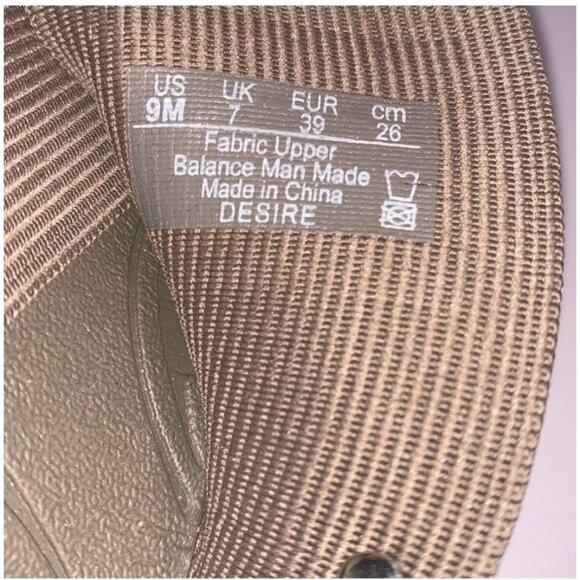 US UK EUR cm
9M 7 39 26
Fabric Upper
Balance Man Made
Made in China
DESIRE